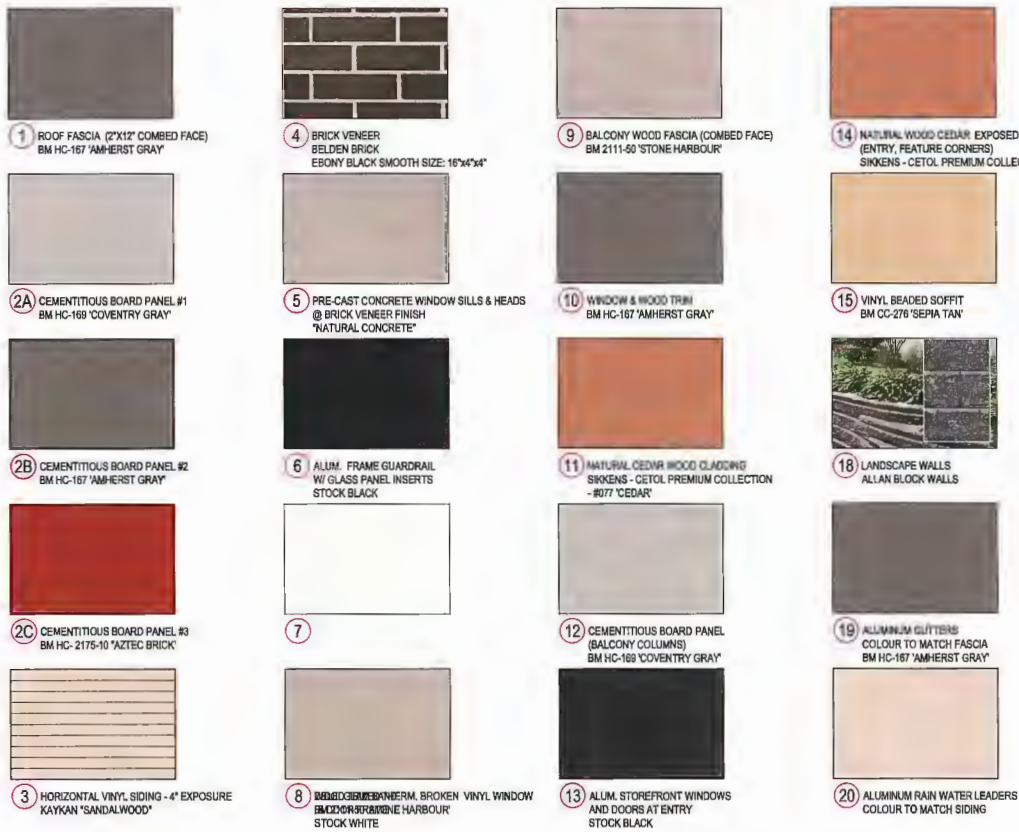 1 ROOF FASCIA (2"X12" COMBED FACE)
BM HC-167 'AMHERST GRAY'
2A CEMENTITIOUS BOARD PANEL #1
BM HC-169 'COVENTRY GRAY'
2B CEMENTITIOUS BOARD PANEL #2
BM HC-167 'AMHERST GRAY'
2C CEMENTITIOUS BOARD PANEL #3
BM HC- 2175-10 "AZTEC BRICK'
3 HORIZONTAL VINYL SIDING - 4" EXPOSURE
KAYKAN "SANDALWOOD"
4 BRICK VENEER
BELDEN BRICK
EBONY BLACK SMOOTH SIZE: 16"x4"x4"
5 PRE-CAST CONCRETE WINDOW SILLS & HEADS
@ BRICK VENEER FINISH
"NATURAL CONCRETE"
6 ALUM. FRAME GUARDRAIL
W/ GLASS PANEL INSERTS
STOCK BLACK
7
8 BROKEN VINYL WINDOW
HARBOUR'
STOCK WHITE
9 BALCONY WOOD FASCIA (COMBED FACE)
BM 2111-50 'STONE HARBOUR'
10 WINDOW & WOOD TRIM
BM HC-167 'AMHERST GRAY'
11 NATURAL CEDAR WOOD CLADDING
SIKKENS - CETOL PREMIUM COLLECTION
- #077 'CEDAR'
12 CEMENTITIOUS BOARD PANEL
(BALCONY COLUMNS)
BM HC-169 'COVENTRY GRAY'
13 ALUM. STOREFRONT WINDOWS
AND DOORS AT ENTRY
STOCK BLACK
14 NATURAL WOOD CEDAR EXPOSED
(ENTRY, FEATURE CORNERS)
SIKKENS - CETOL PREMIUM COLLE
15 VINYL BEADED SOFFIT
BM CC-276 'SEPIA TAN'
18 LANDSCAPE WALLS
ALLAN BLOCK WALLS
19 ALUMINUM GUTTERS
COLOUR TO MATCH FASCIA
BM HC-167 'AMHERST GRAY'
20 ALUMINUM RAIN WATER LEADERS
COLOUR TO MATCH SIDING